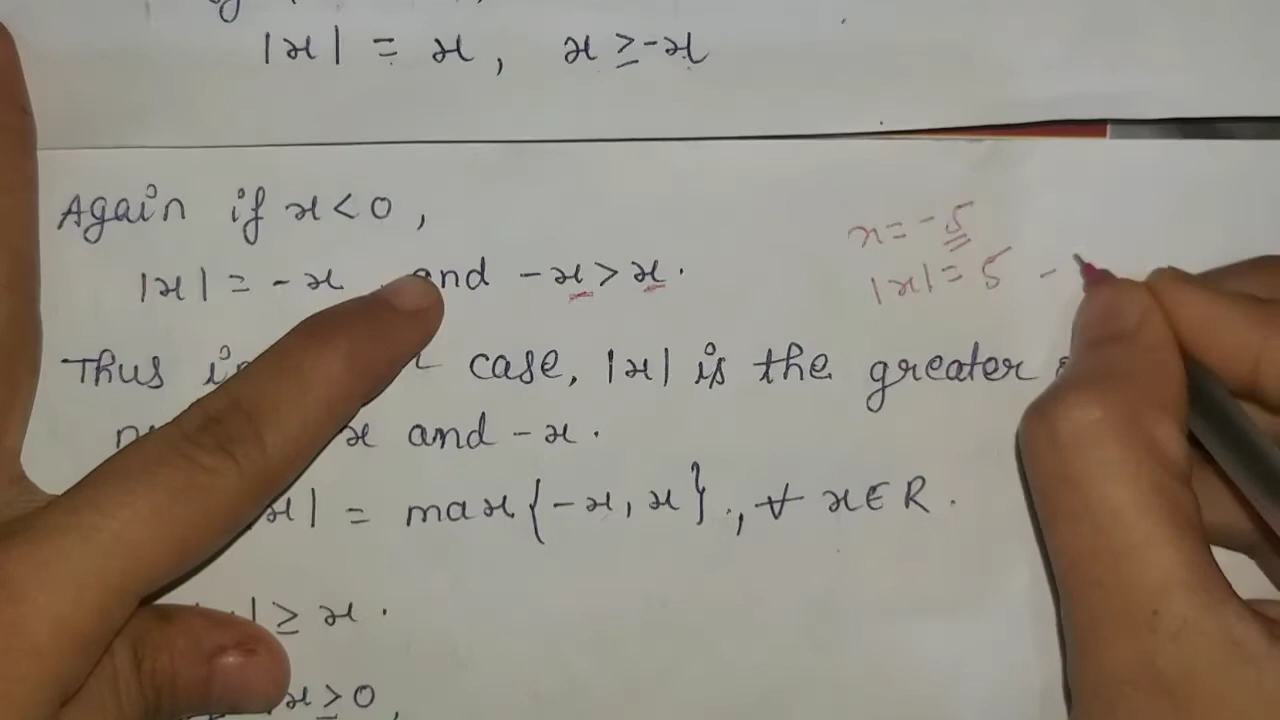 |x| = x, x ≥ -x
Again if x < 0,
|x| = -x and -x > x.
x = -5
|x| = 5 -
Thus case, |x| is the greater
x and -x.
x| = max{-x, x}., ∀ x ∈ R.
| ≥ x.
x ≥ 0,